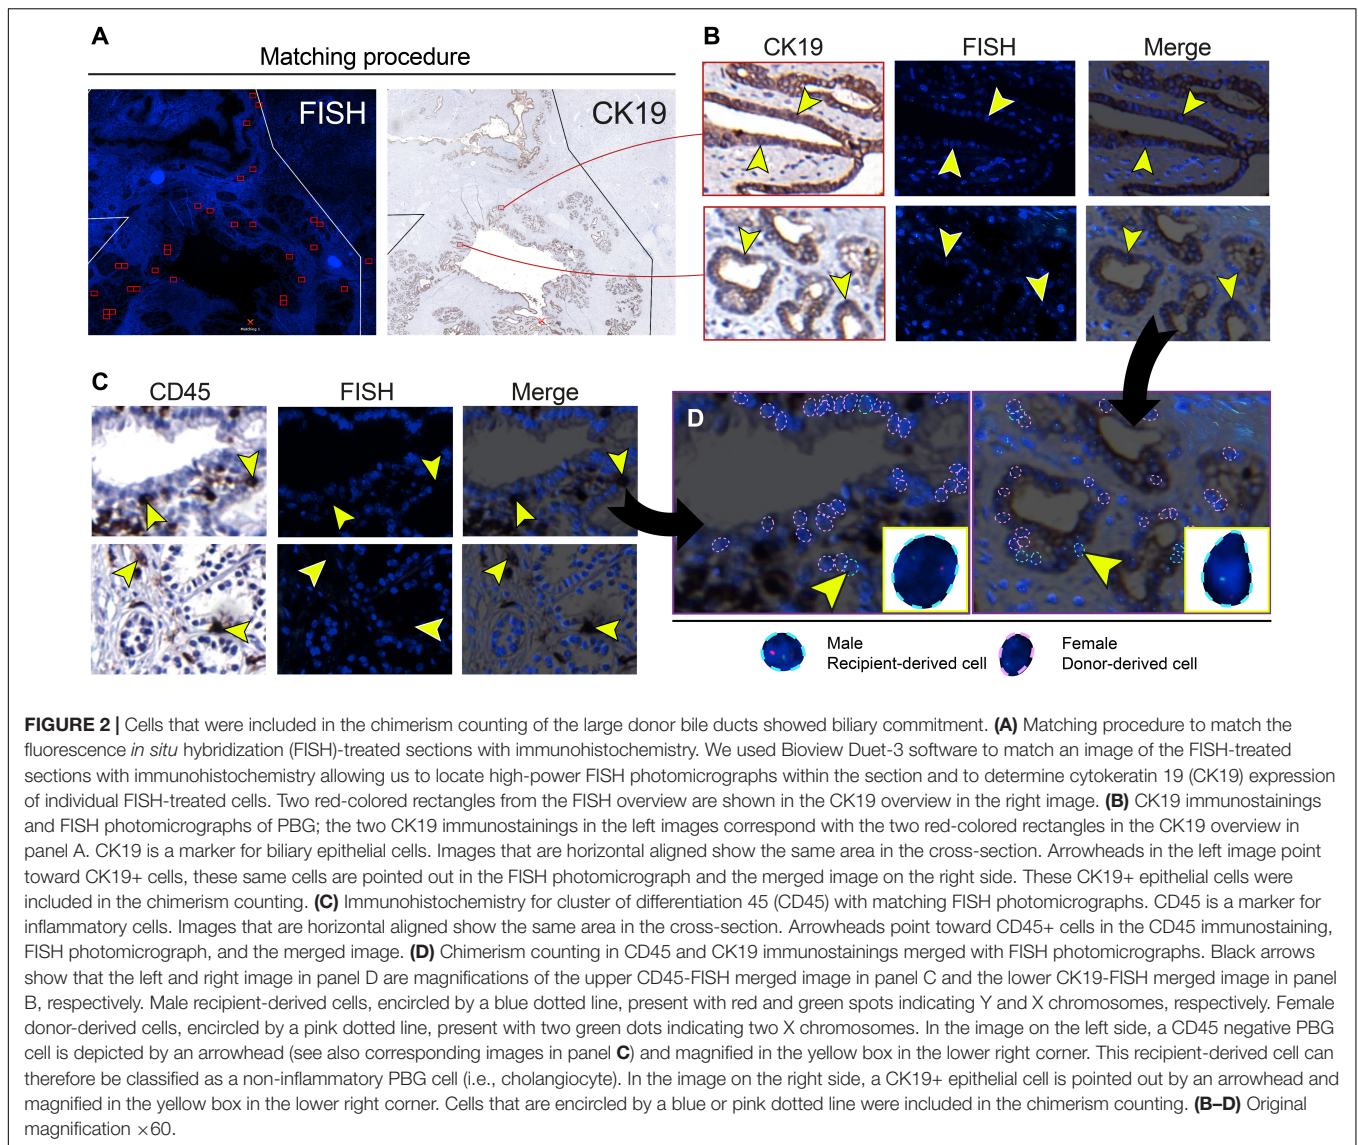 A
Matching procedure
FISH
CK19
Matching 1
B
CK19
FISH
Merge
C
CD45
FISH
Merge
D
Male
Recipient-derived cell
Female
Donor-derived cell
FIGURE 2 | Cells that were included in the chimerism counting of the large donor bile ducts showed biliary commitment. (A) Matching procedure to match the
fluorescence in situ hybridization (FISH)-treated sections with immunohistochemistry. We used Bioview Duet-3 software to match an image of the FISH-treated
sections with immunohistochemistry allowing us to locate high-power FISH photomicrographs within the section and to determine cytokeratin 19 (CK19) expression
of individual FISH-treated cells. Two red-colored rectangles from the FISH overview are shown in the CK19 overview in the right image. (B) CK19 immunostainings
and FISH photomicrographs of PBG; the two CK19 immunostainings in the left images correspond with the two red-colored rectangles in the CK19 overview in
panel A. CK19 is a marker for biliary epithelial cells. Images that are horizontal aligned show the same area in the cross-section. Arrowheads in the left image point
toward CK19+ cells, these same cells are pointed out in the FISH photomicrograph and the merged image on the right side. These CK19+ epithelial cells were
included in the chimerism counting. (C) Immunohistochemistry for cluster of differentiation 45 (CD45) with matching FISH photomicrographs. CD45 is a marker for
inflammatory cells. Images that are horizontal aligned show the same area in the cross-section. Arrowheads point toward CD45+ cells in the CD45 immunostaining,
FISH photomicrograph, and the merged image. (D) Chimerism counting in CD45 and CK19 immunostainings merged with FISH photomicrographs. Black arrows
show that the left and right image in panel D are magnifications of the upper CD45-FISH merged image in panel C and the lower CK19-FISH merged image in panel
B, respectively. Male recipient-derived cells, encircled by a blue dotted line, present with red and green spots indicating Y and X chromosomes, respectively. Female
donor-derived cells, encircled by a pink dotted line, present with two green dots indicating two X chromosomes. In the image on the left side, a CD45 negative PBG
cell is depicted by an arrowhead (see also corresponding images in panel C) and magnified in the yellow box in the lower right corner. This recipient-derived cell can
therefore be classified as a non-inflammatory PBG cell (i.e., cholangiocyte). In the image on the right side, a CK19+ epithelial cell is pointed out by an arrowhead and
magnified in the yellow box in the lower right corner. Cells that are encircled by a blue or pink dotted line were included in the chimerism counting. (B–D) Original
magnification ×60.